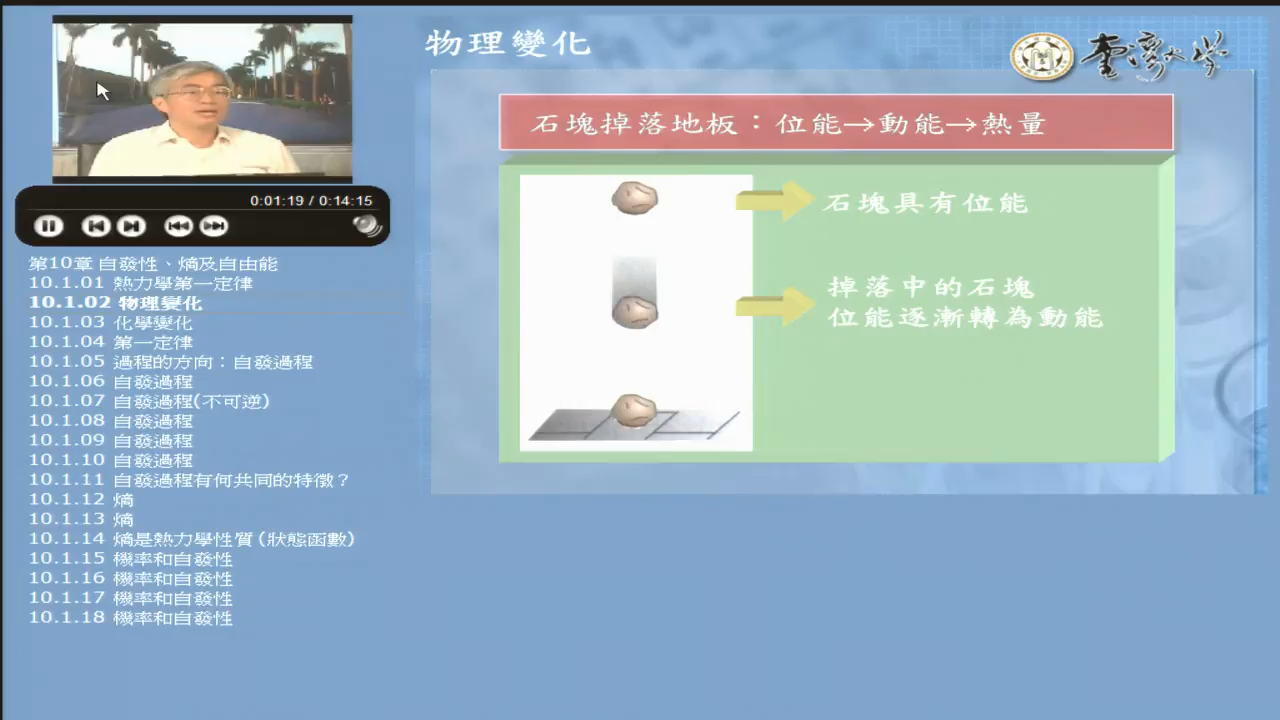 物理變化
臺灣大學
石塊掉落地板：位能→動能→熱量
石塊具有位能
掉落中的石塊
位能逐漸轉為動能
0:01:19 / 0:14:15
第10章 自發性、熵及自由能
10.1.01 熱力學第一定律
10.1.02 物理變化
10.1.03 化學變化
10.1.04 第一定律
10.1.05 過程的方向：自發過程
10.1.06 自發過程
10.1.07 自發過程(不可逆)
10.1.08 自發過程
10.1.09 自發過程
10.1.10 自發過程
10.1.11 自發過程有何共同的特徵？
10.1.12 熵
10.1.13 熵
10.1.14 熵是熱力學性質(狀態函數)
10.1.15 機率和自發性
10.1.16 機率和自發性
10.1.17 機率和自發性
10.1.18 機率和自發性